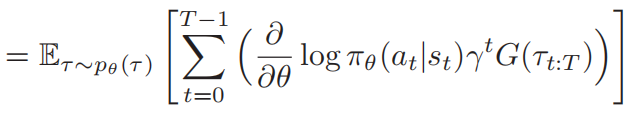 $= \mathbb{E}_{\tau \sim p_\theta(\tau)} \left[ \sum_{t=0}^{T-1} \left( \frac{\partial}{\partial \theta} \log \pi_\theta(a_t|s_t) \gamma^t G(\tau_{t:T}) \right) \right]$